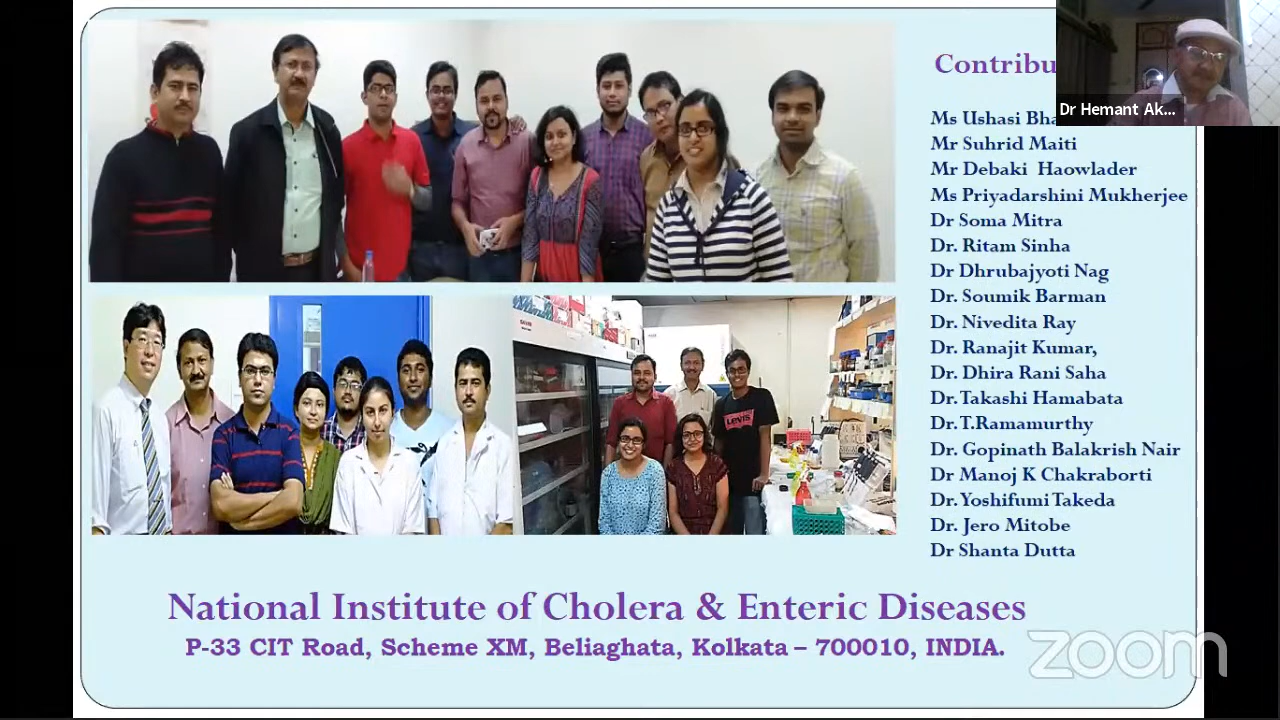 Contribu
Dr Hemant Ak...
Ms Ushasi Bha
Mr Suhrid Maiti
Mr Debaki Haowlader
Ms Priyadarshini Mukherjee
Dr Soma Mitra
Dr. Ritam Sinha
Dr Dhrubajyoti Nag
Dr. Soumik Barman
Dr. Nivedita Ray
Dr. Ranajit Kumar,
Dr. Dhira Rani Saha
Dr. Takashi Hamabata
Dr. T.Ramamurthy
Dr. Gopinath Balakrish Nair
Dr Manoj K Chakraborti
Dr. Yoshifumi Takeda
Dr. Jero Mitobe
Dr Shanta Dutta
Levi's
National Institute of Cholera & Enteric Diseases
P-33 CIT Road, Scheme XM, Beliaghata, Kolkata – 700010, INDIA.
zoom